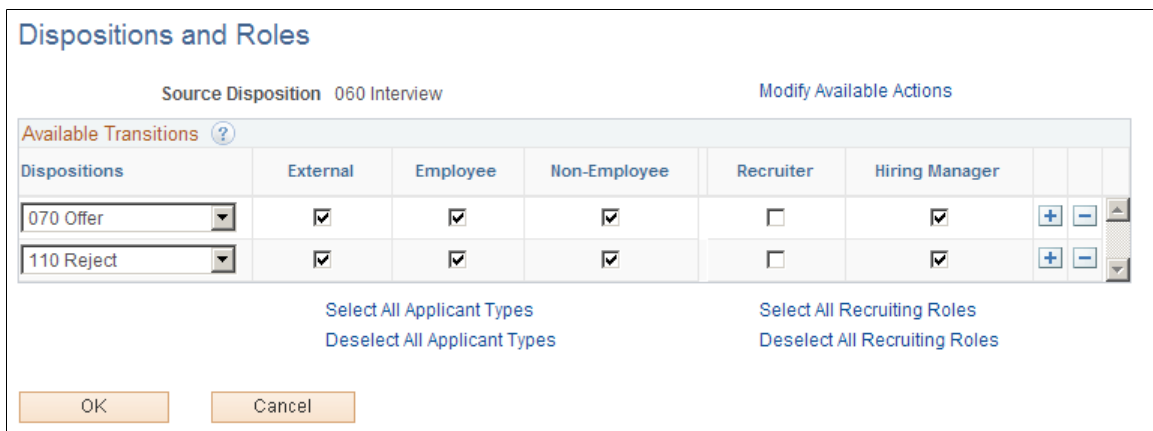 Dispositions and Roles
Source Disposition 060 Interview Modify Available Actions
Available Transitions ?
Dispositions External Employee Non-Employee Recruiter Hiring Manager
070 Offer
110 Reject
Select All Applicant Types Select All Recruiting Roles
Deselect All Applicant Types Deselect All Recruiting Roles
OK Cancel